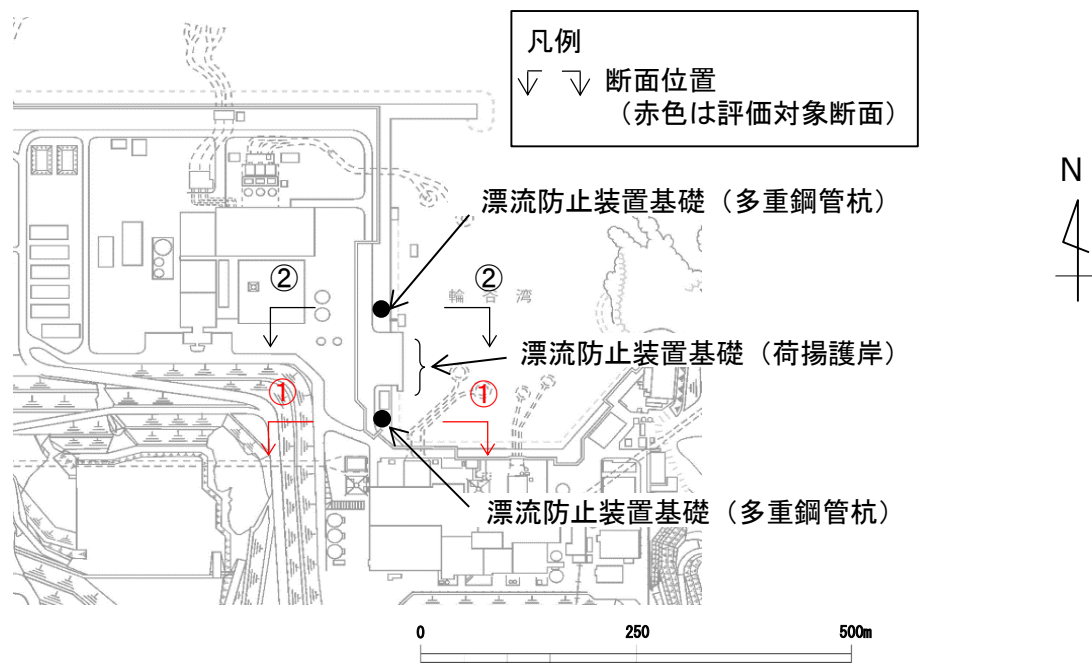 凡例
断面位置
（赤色は評価対象断面）
N
漂流防止装置基礎（多重鋼管杭）
②
②
輪谷湾
漂流防止装置基礎（荷揚護岸）
①
①
漂流防止装置基礎（多重鋼管杭）
0
250
500m